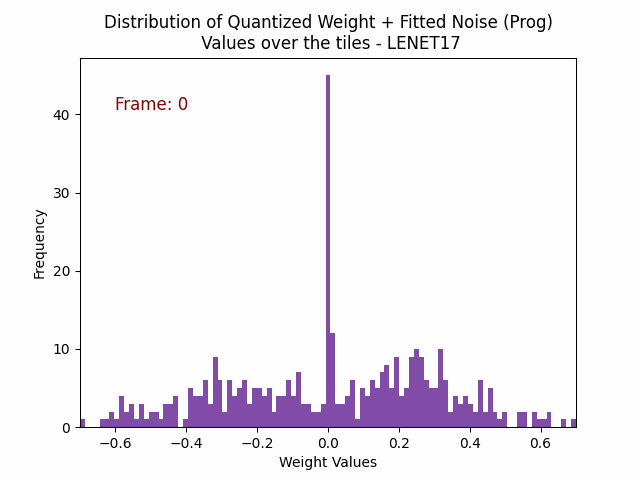 Distribution of Quantized Weight + Fitted Noise (Prog)
Values over the tiles - LENET17
Frame: 0
Frequency
40
30
20
10
0
−0.6 −0.4 −0.2 0.0 0.2 0.4 0.6
Weight Values